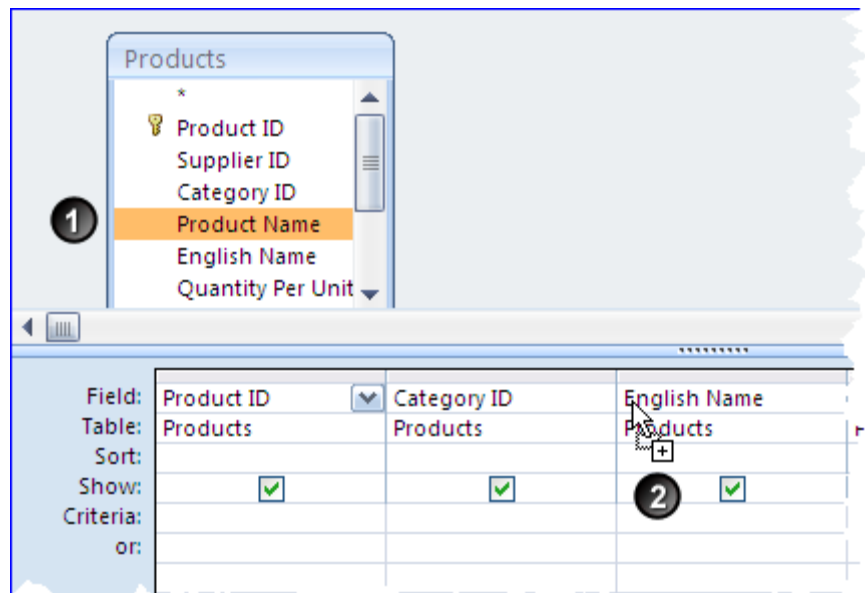 Products
*
Product ID
Supplier ID
Category ID
1
Product Name
English Name
Quantity Per Unit
Field: Product ID Category ID English Name
Table: Products Products Products
Sort:
Show:
2
Criteria:
or: